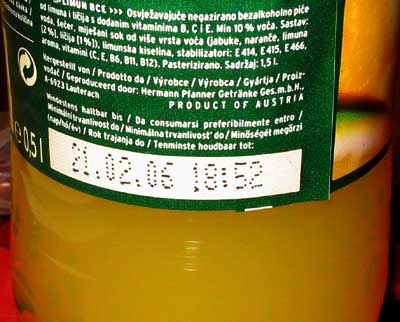 LIMUN BCE >>> Osvježavajuće negazirano bezalkoholno piće
od limuna i ličija s dodanim vitaminima B, C i E. Min 10 % voća. Sastav:
voda, šećer, miješani sok od više vrsta voća (jabuke, naranče, limuna
(2%), ličija (1%)), limunska kiselina, stabilizatori: E 414, E 415, E 466,
aroma, vitamini (C, E, B6, B11, B12). Pasterizirano. Sadržaj: 1,5 l.
Hergestellt von / Prodotto da / Výrobce / Výrobca / Gyártja / Proiz-
vođač / Geproduceerd door: Hermann Pfanner Getränke Ges.m.b.H.,
A-6923 Lauterach
PRODUCT OF AUSTRIA
Mindestens haltbar bis / Da consumarsi preferibilmente entro /
Minimální trvanlivost do / Minimálna trvanlivosť do / Minőségét megőrzi
(nap/hó/év) / Rok trajanja do / Tenminste houdbaar tot:
e 0,5 l
21.02.06 18:52